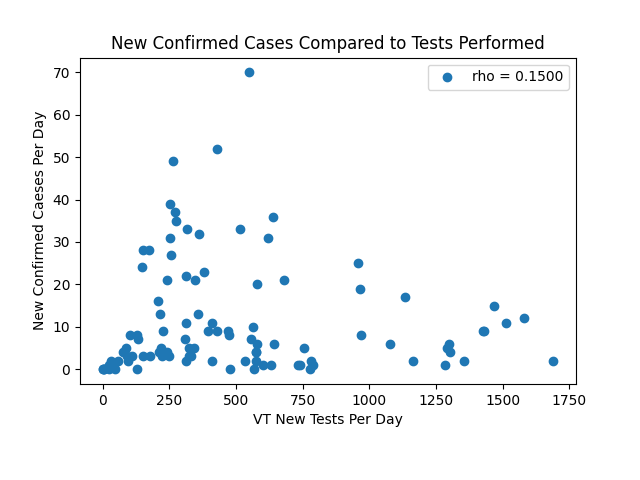 New Confirmed Cases Compared to Tests Performed
rho = 0.1500
70
60
50
40
30
20
10
0
New Confirmed Caeses Per Day
0 250 500 750 1000 1250 1500 1750
VT New Tests Per Day